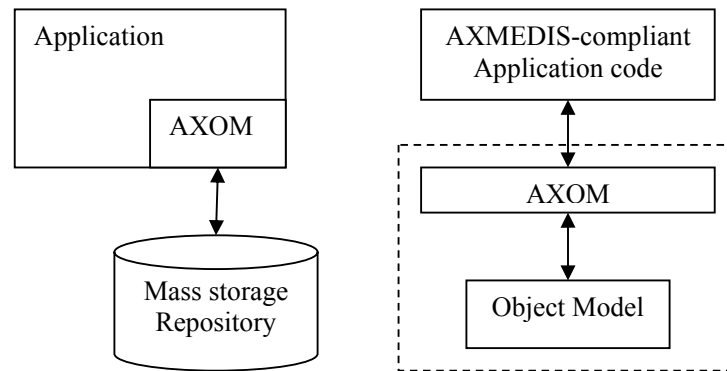 Application
AXOM
Mass storage
Repository
AXMEDIS-compliant
Application code
AXOM
Object Model